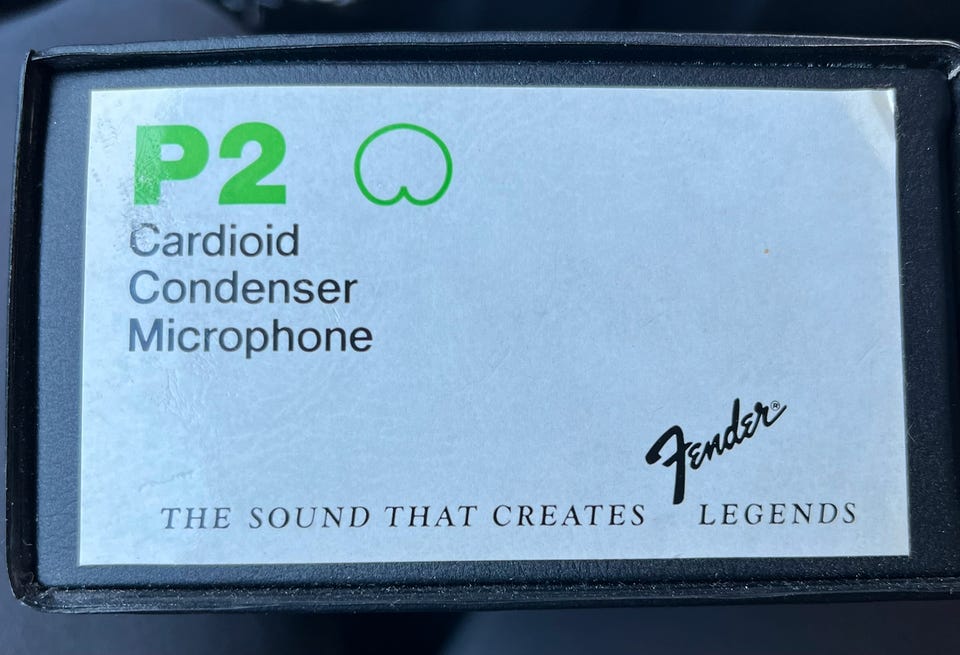 P2
Cardioid
Condenser
Microphone
Fender®
THE SOUND THAT CREATES LEGENDS